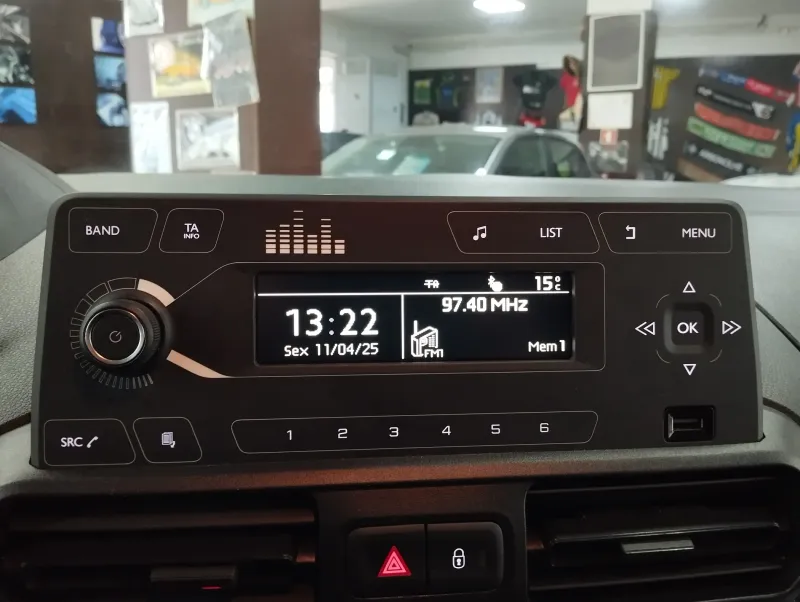 BAND
TA
INFO
LIST
MENU
TA
15°C
97.40 MHz
13:22
Sex 11/04/25
FM1
Mem 1
OK
SRC
1 2 3 4 5 6